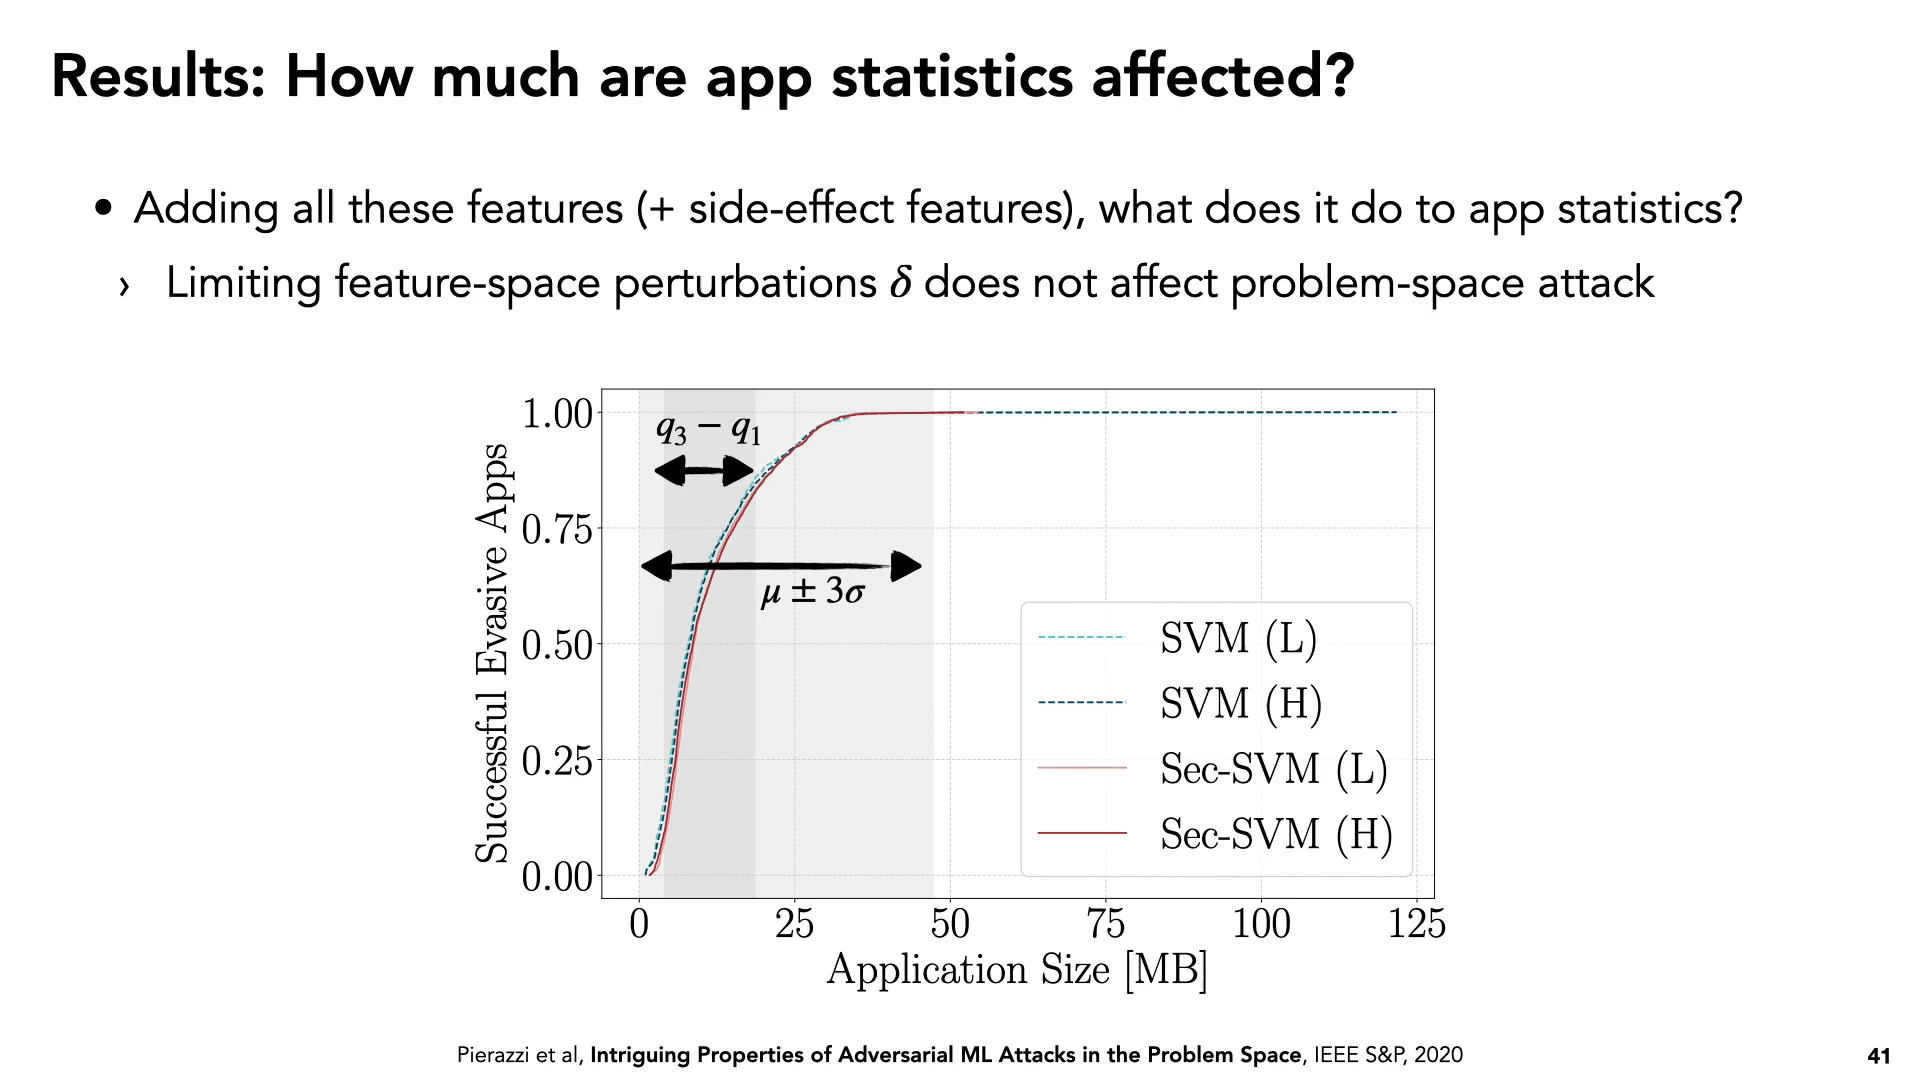 Results: How much are app statistics affected?
• Adding all these features (+ side-effect features), what does it do to app statistics?
› Limiting feature-space perturbations δ does not affect problem-space attack
Successful Evasive Apps
1.00
0.75
0.50
0.25
0.00
q₃ − q₁
μ ± 3σ
SVM (L)
SVM (H)
Sec-SVM (L)
Sec-SVM (H)
0 25 50 75 100 125
Application Size [MB]
Pierazzi et al, Intriguing Properties of Adversarial ML Attacks in the Problem Space, IEEE S&P, 2020
41